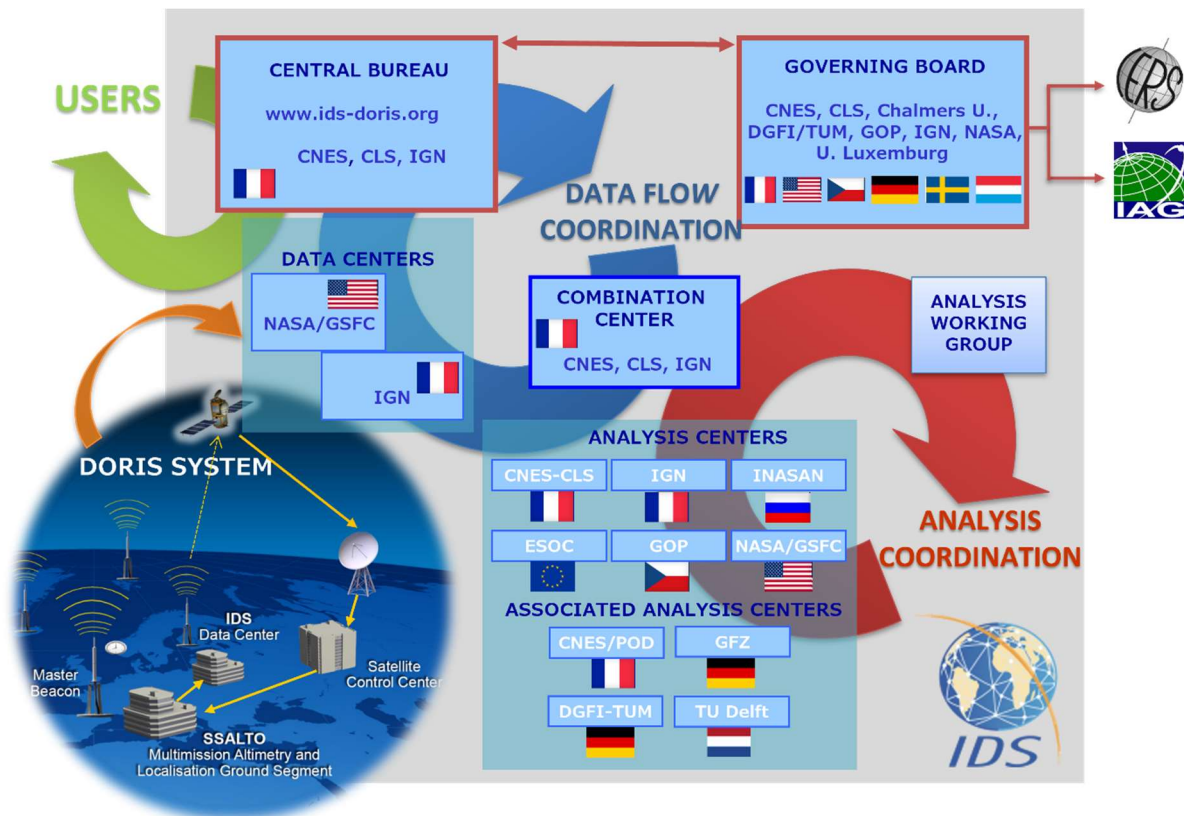 USERS
CENTRAL BUREAU
www.ids-doris.org
CNES, CLS, IGN
GOVERNING BOARD
CNES, CLS, Chalmers U.,
DGFI/TUM, GOP, IGN, NASA,
U. Luxemburg
IERS
IAG
DATA FLOW
COORDINATION
DATA CENTERS
NASA/GSFC
IGN
COMBINATION
CENTER
CNES, CLS, IGN
ANALYSIS
WORKING
GROUP
ANALYSIS CENTERS
CNES-CLS
IGN
INASAN
ESOC
GOP
NASA/GSFC
ASSOCIATED ANALYSIS CENTERS
CNES/POD
GFZ
DGFI-TUM
TU Delft
ANALYSIS
COORDINATION
DORIS SYSTEM
IDS
Data Center
Master
Beacon
Satellite
Control Center
SSALTO
Multimission Altimetry and
Localisation Ground Segment
IDS